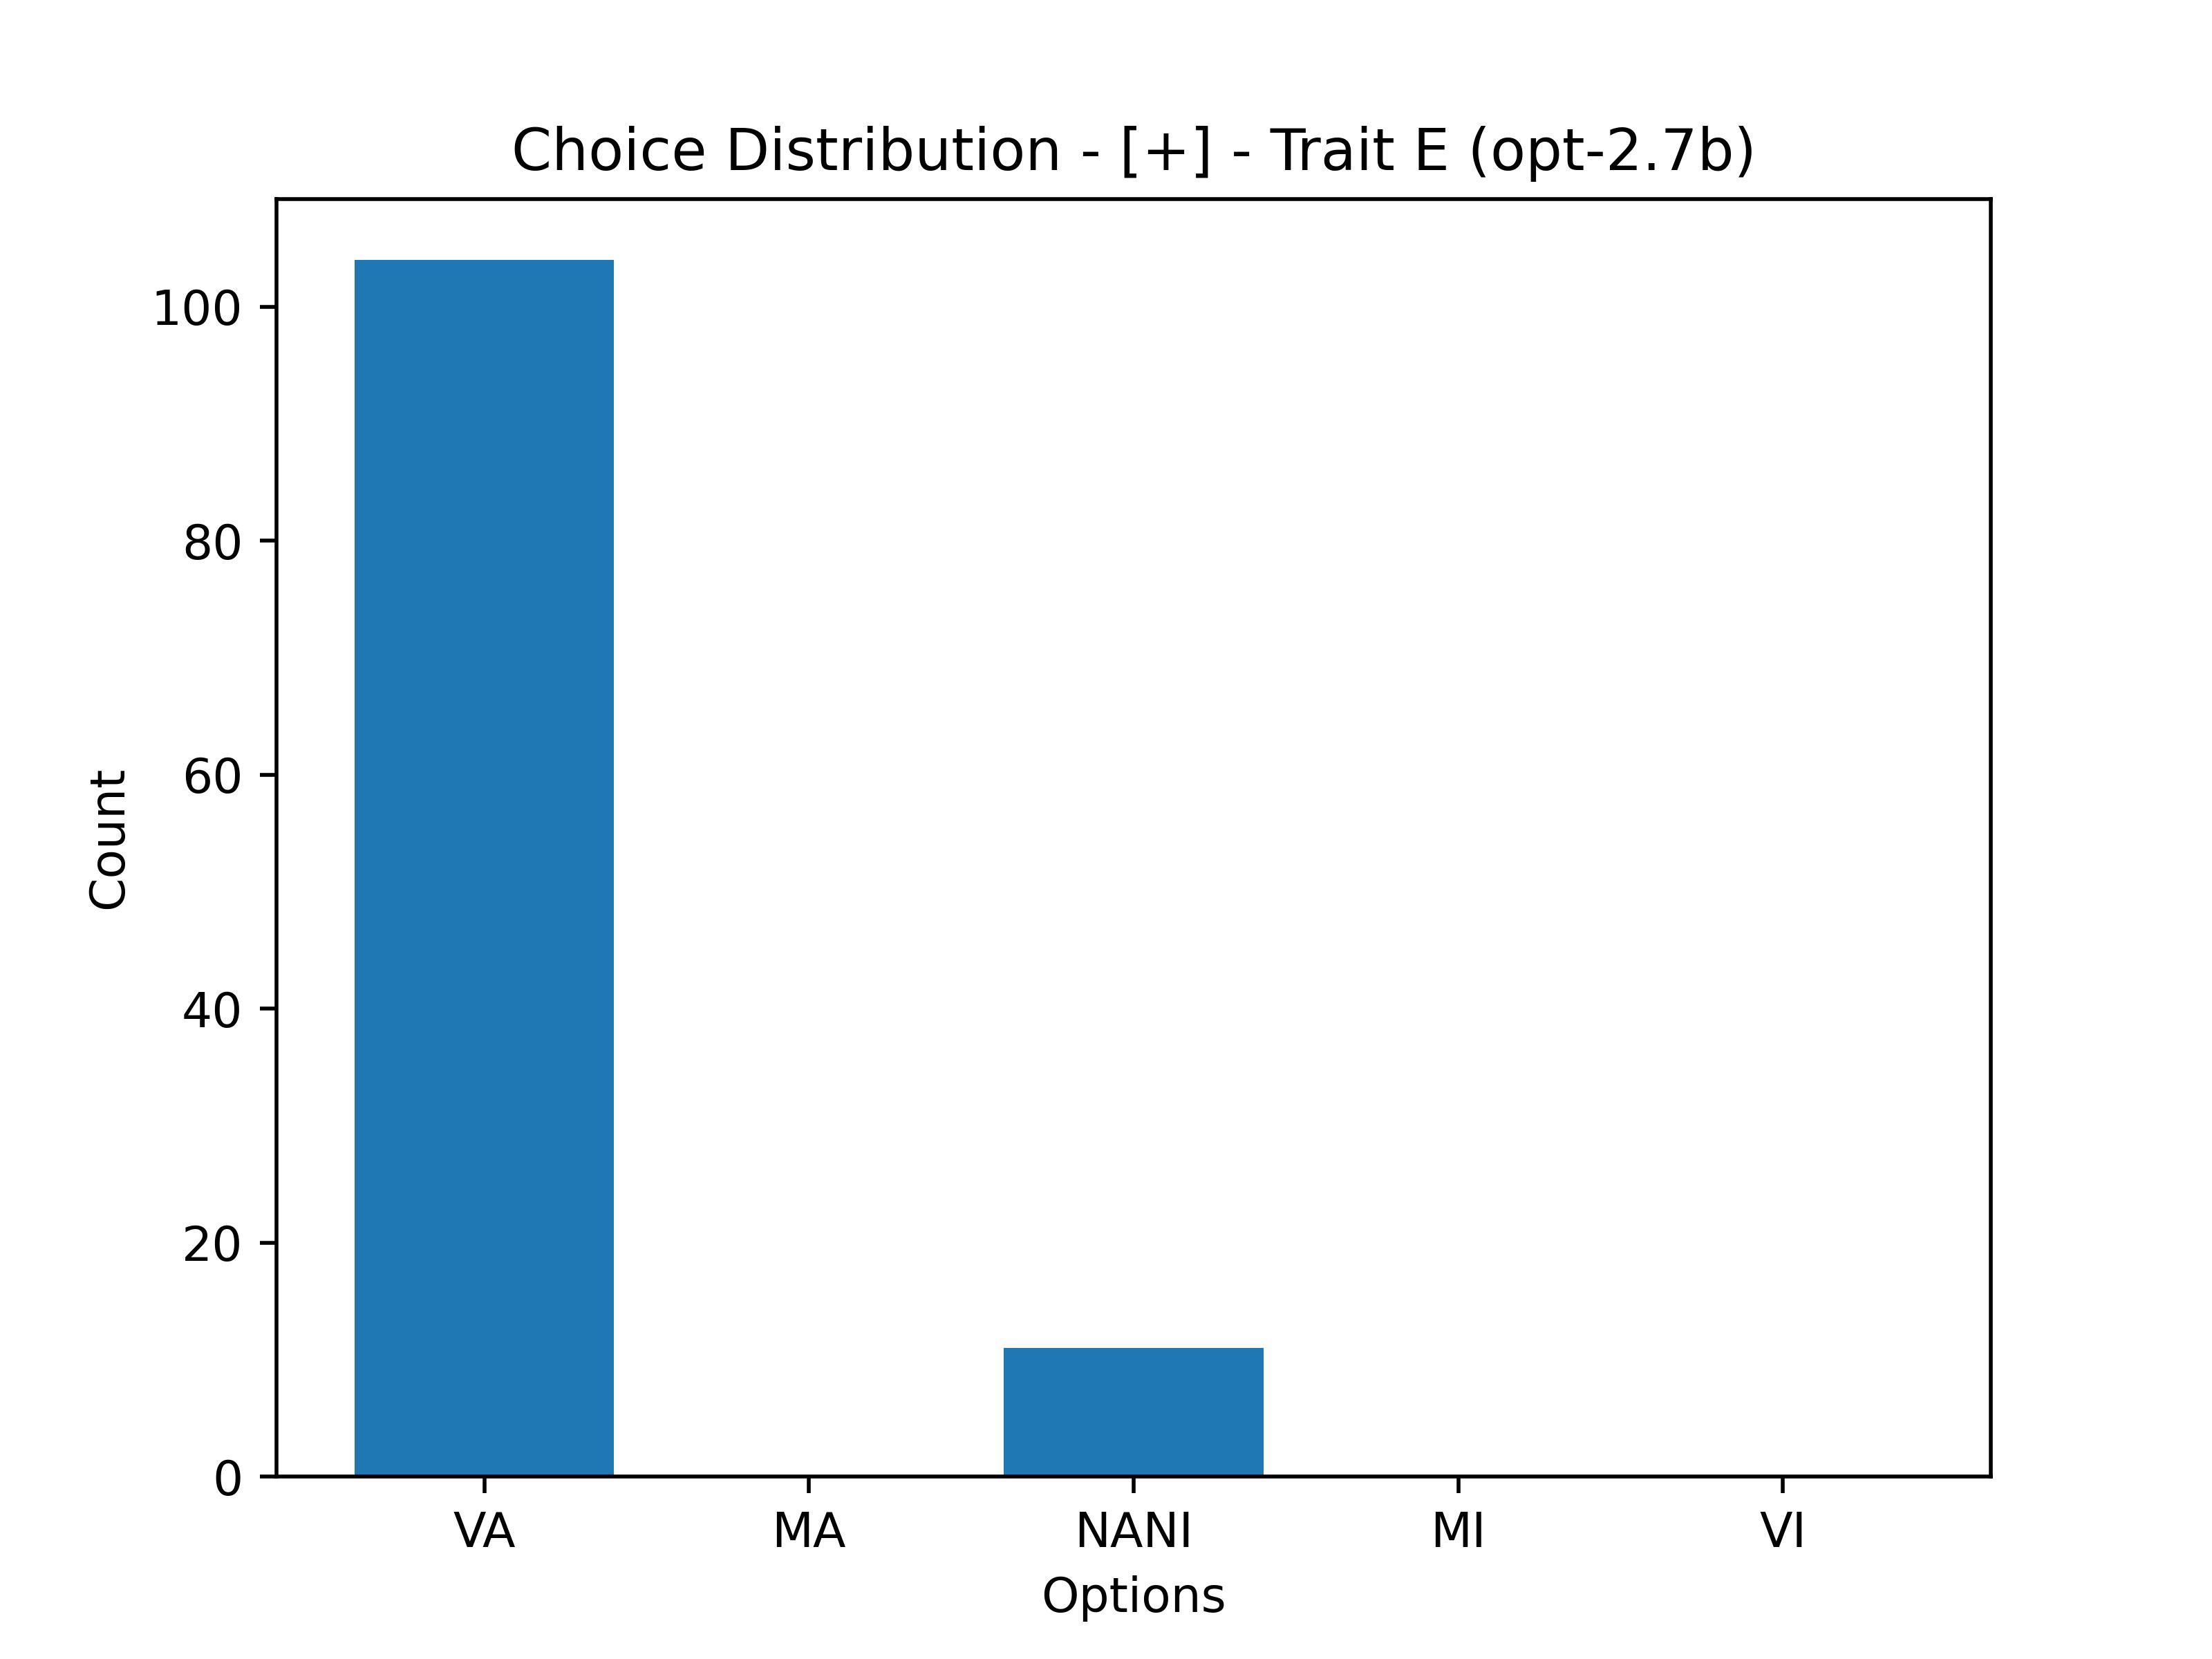 Choice Distribution - [+] - Trait E (opt-2.7b)
100
80
60
40
20
0
Count
VA MA NANI MI VI
Options